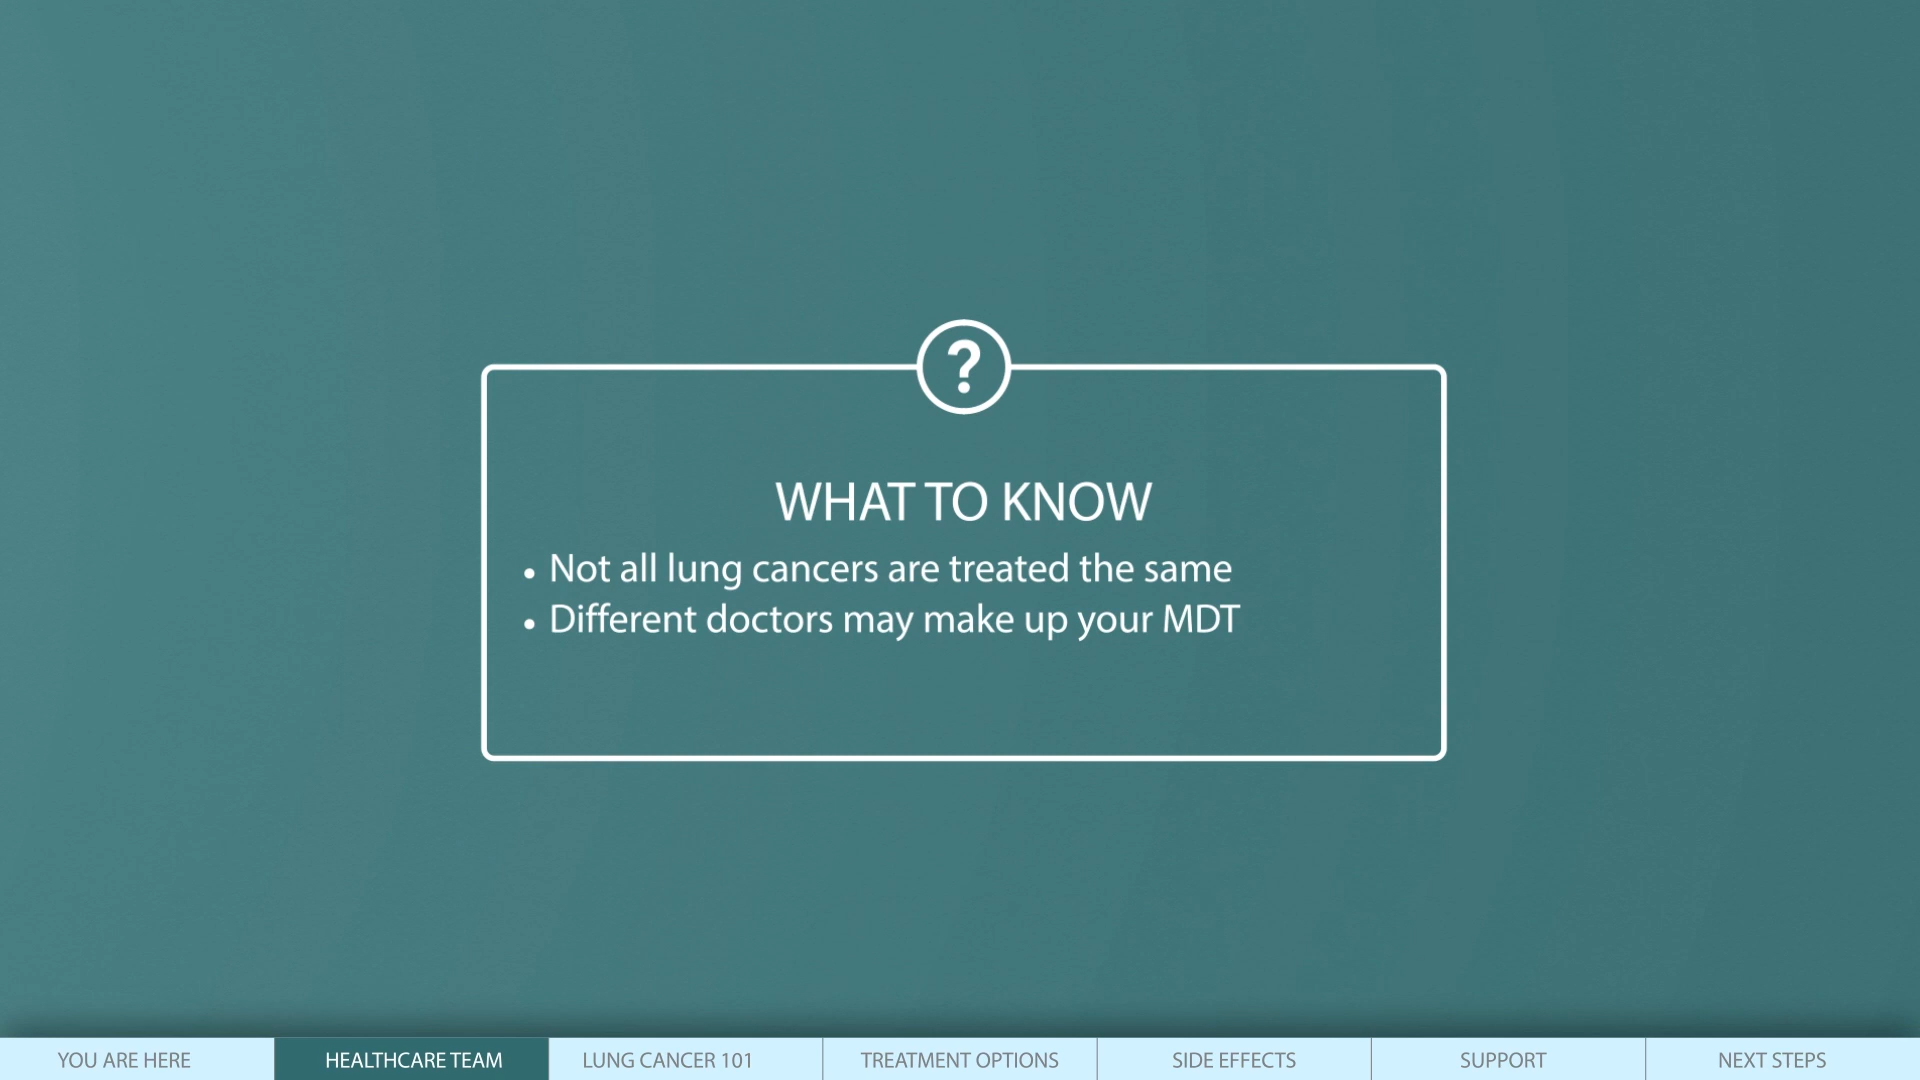 ?
WHAT TO KNOW
• Not all lung cancers are treated the same
• Different doctors may make up your MDT
YOU ARE HERE
HEALTHCARE TEAM
LUNG CANCER 101
TREATMENT OPTIONS
SIDE EFFECTS
SUPPORT
NEXT STEPS